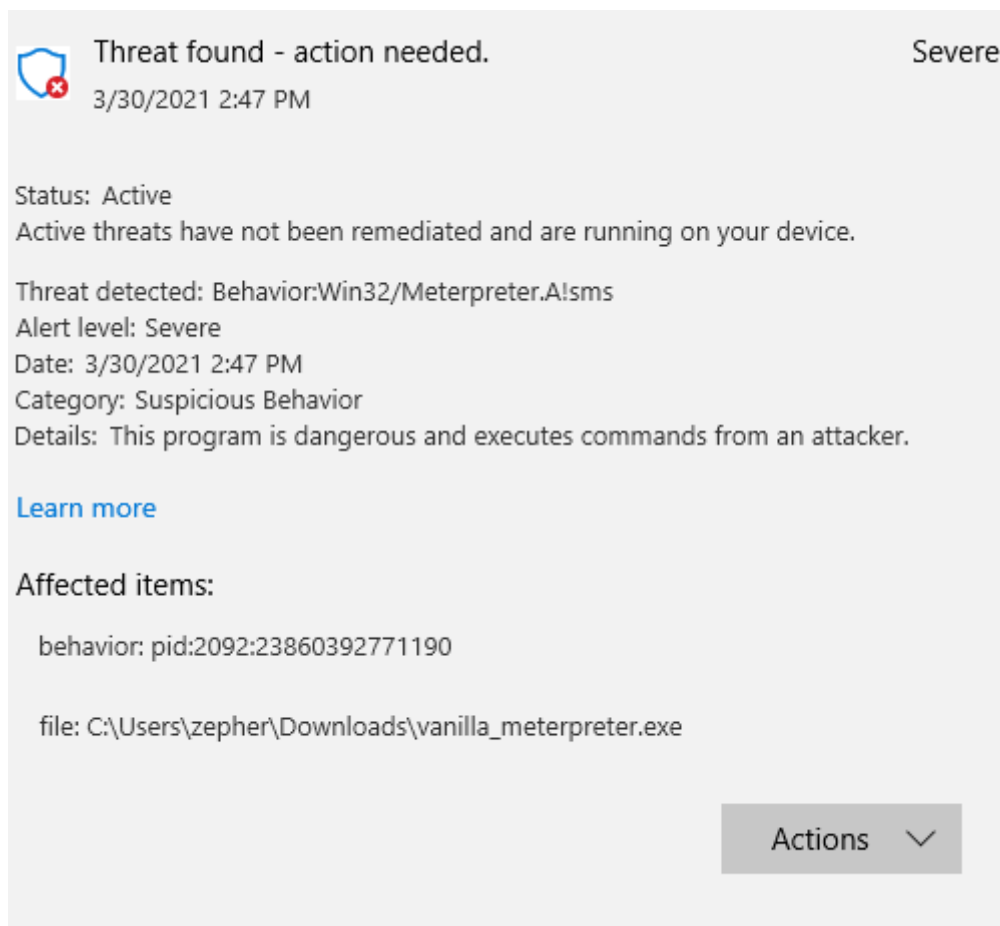 Threat found - action needed.
Severe
3/30/2021 2:47 PM
Status: Active
Active threats have not been remediated and are running on your device.
Threat detected: Behavior:Win32/Meterpreter.A!sms
Alert level: Severe
Date: 3/30/2021 2:47 PM
Category: Suspicious Behavior
Details: This program is dangerous and executes commands from an attacker.
Learn more
Affected items:
behavior: pid:2092:23860392771190
file: C:\Users\zepher\Downloads\vanilla_meterpreter.exe
Actions